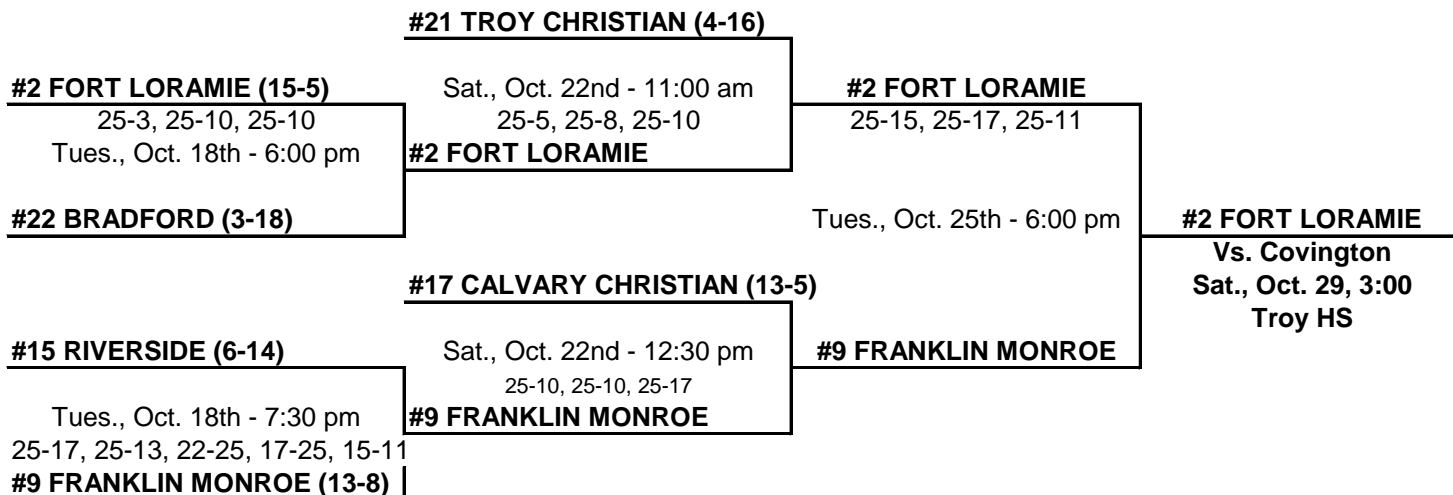 #21 TROY CHRISTIAN (4-16)
#2 FORT LORAMIE (15-5)
Sat., Oct. 22nd - 11:00 am
#2 FORT LORAMIE
25-3, 25-10, 25-10
25-5, 25-8, 25-10
25-15, 25-17, 25-11
Tues., Oct. 18th - 6:00 pm
#2 FORT LORAMIE
#22 BRADFORD (3-18)
Tues., Oct. 25th - 6:00 pm
#2 FORT LORAMIE
Vs. Covington
Sat., Oct. 29, 3:00
Troy HS
#17 CALVARY CHRISTIAN (13-5)
#15 RIVERSIDE (6-14)
Sat., Oct. 22nd - 12:30 pm
#9 FRANKLIN MONROE
25-10, 25-10, 25-17
Tues., Oct. 18th - 7:30 pm
#9 FRANKLIN MONROE
25-17, 25-13, 22-25, 17-25, 15-11
#9 FRANKLIN MONROE (13-8)